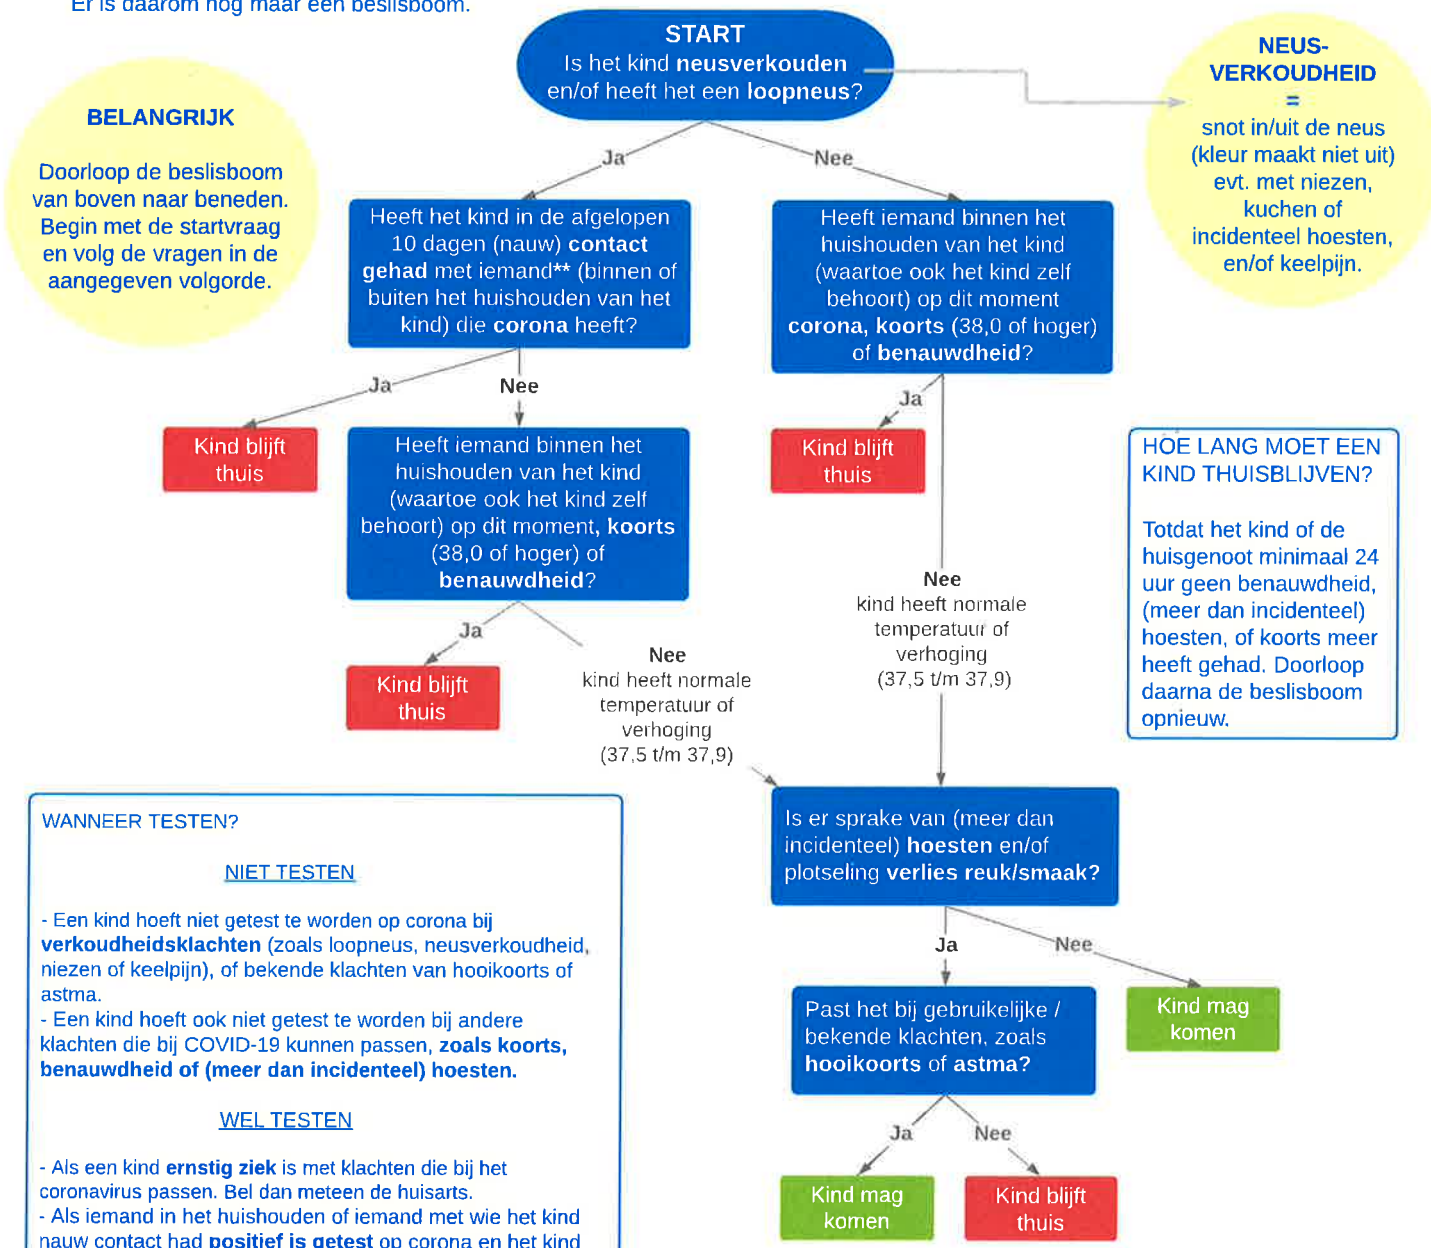 Er is daarom nog maar één beslisboom.
START
Is het kind neusverkouden
en/of heeft het een loopneus?
NEUS-
VERKOUDHEID
=
snot in/uit de neus
(kleur maakt niet uit)
evt. met niezen,
kuchen of
incidenteel hoesten,
en/of keelpijn.
BELANGRIJK
Doorloop de beslisboom
van boven naar beneden.
Begin met de startvraag
en volg de vragen in de
aangegeven volgorde.
Ja
Nee
Heeft het kind in de afgelopen
10 dagen (nauw) contact
gehad met iemand** (binnen of
buiten het huishouden van het
kind) die corona heeft?
Heeft iemand binnen het
huishouden van het kind
(waartoe ook het kind zelf
behoort) op dit moment
corona, koorts (38,0 of hoger)
of benauwdheid?
Ja
Nee
Ja
Kind blijft
thuis
Heeft iemand binnen het
huishouden van het kind
(waartoe ook het kind zelf
behoort) op dit moment, koorts
(38,0 of hoger) of
benauwdheid?
Kind blijft
thuis
HOE LANG MOET EEN
KIND THUISBLIJVEN?
Totdat het kind of de
huisgenoot minimaal 24
uur geen benauwdheid,
(meer dan incidenteel)
hoesten, of koorts meer
heeft gehad. Doorloop
daarna de beslisboom
opnieuw.
Nee
kind heeft normale
temperatuur of
verhoging
(37,5 t/m 37,9)
Ja
Kind blijft
thuis
Nee
kind heeft normale
temperatuur of
verhoging
(37,5 t/m 37,9)
Is er sprake van (meer dan
incidenteel) hoesten en/of
plotseling verlies reuk/smaak?
Ja
Nee
Past het bij gebruikelijke /
bekende klachten, zoals
hooikoorts of astma?
Kind mag
komen
Ja
Nee
Kind mag
komen
Kind blijft
thuis
WANNEER TESTEN?
NIET TESTEN
- Een kind hoeft niet getest te worden op corona bij
verkoudheidsklachten (zoals loopneus, neusverkoudheid,
niezen of keelpijn), of bekende klachten van hooikoorts of
astma.
- Een kind hoeft ook niet getest te worden bij andere
klachten die bij COVID-19 kunnen passen, zoals koorts,
benauwdheid of (meer dan incidenteel) hoesten.
WEL TESTEN
- Als een kind ernstig ziek is met klachten die bij het
coronavirus passen. Bel dan meteen de huisarts.
- Als iemand in het huishouden of iemand met wie het kind
nauw contact had positief is getest op corona en het kind